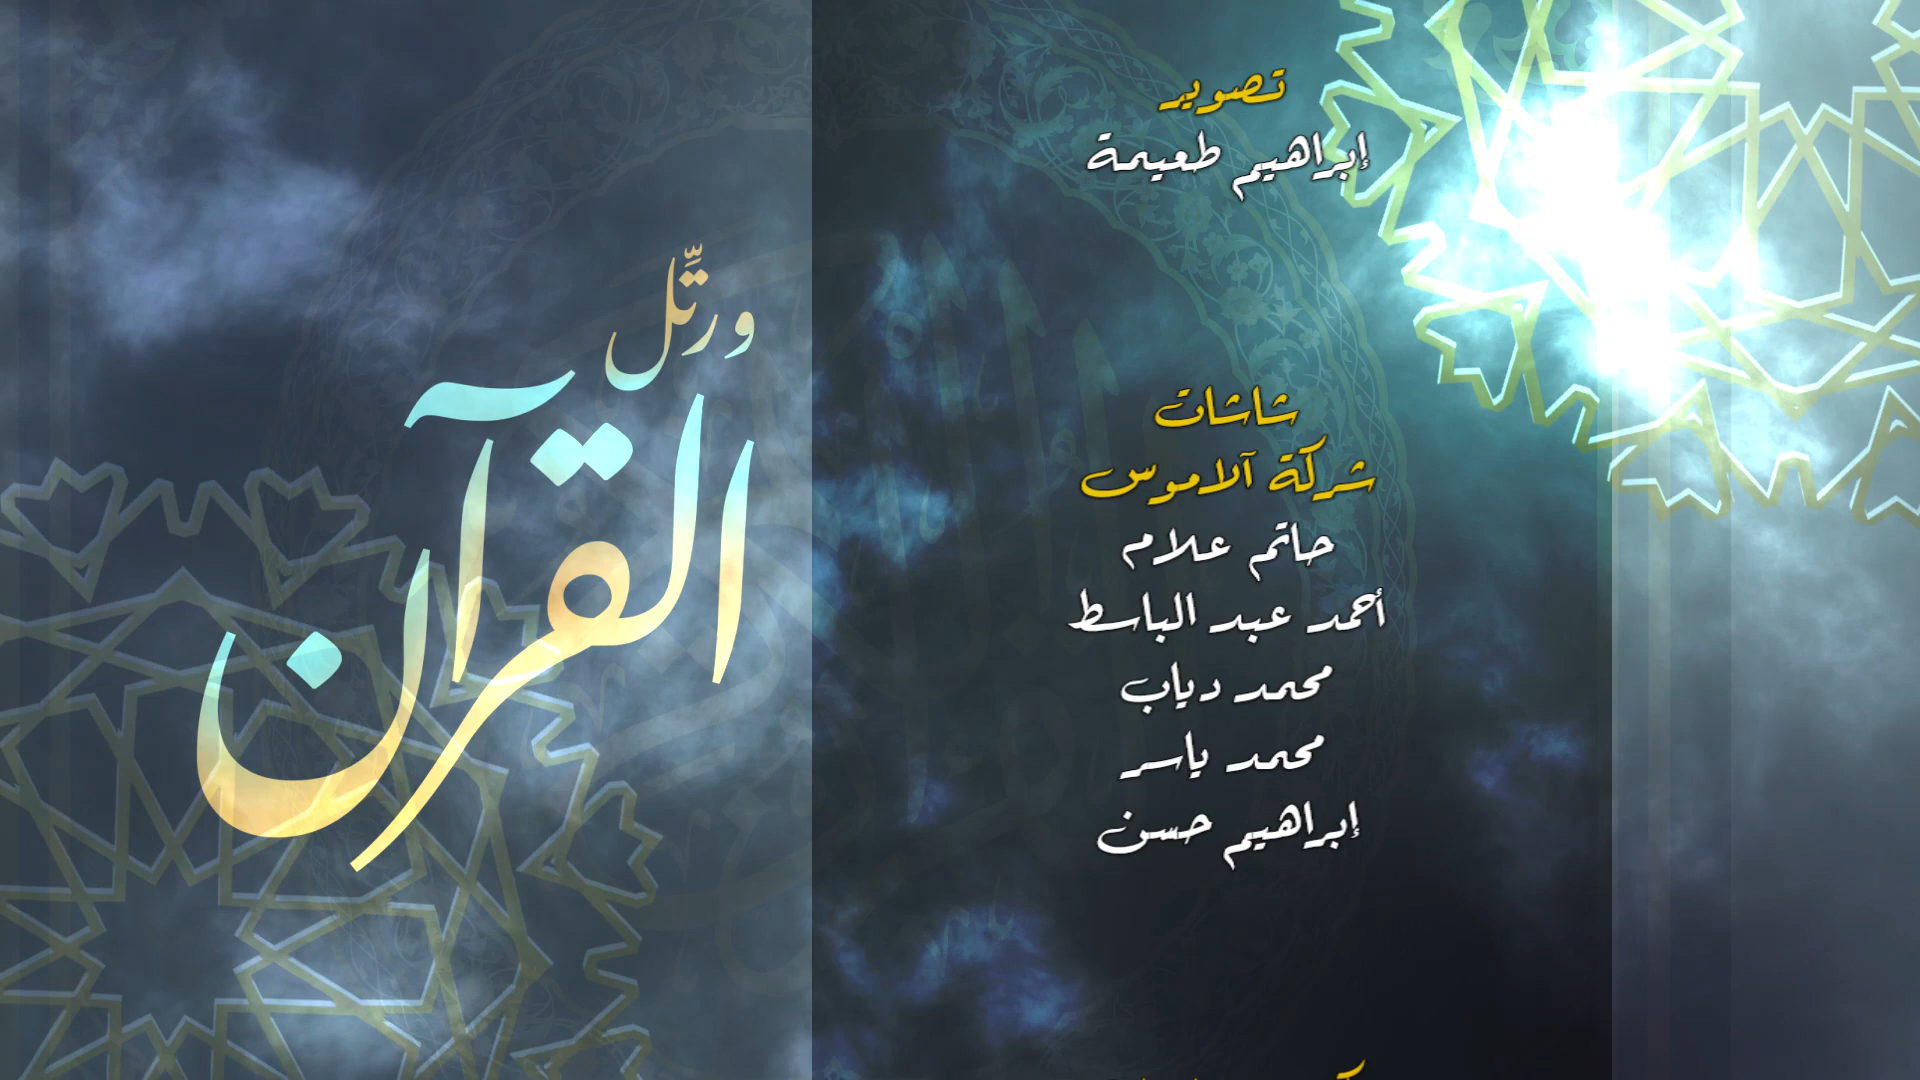 ورتِّل
القرآن
تصوير
إبراهيم طعيمة
شاشات
شركة آلاموس
حاتم علام
أحمد عبد الباسط
محمد دياب
محمد ياسر
إبراهيم حسن